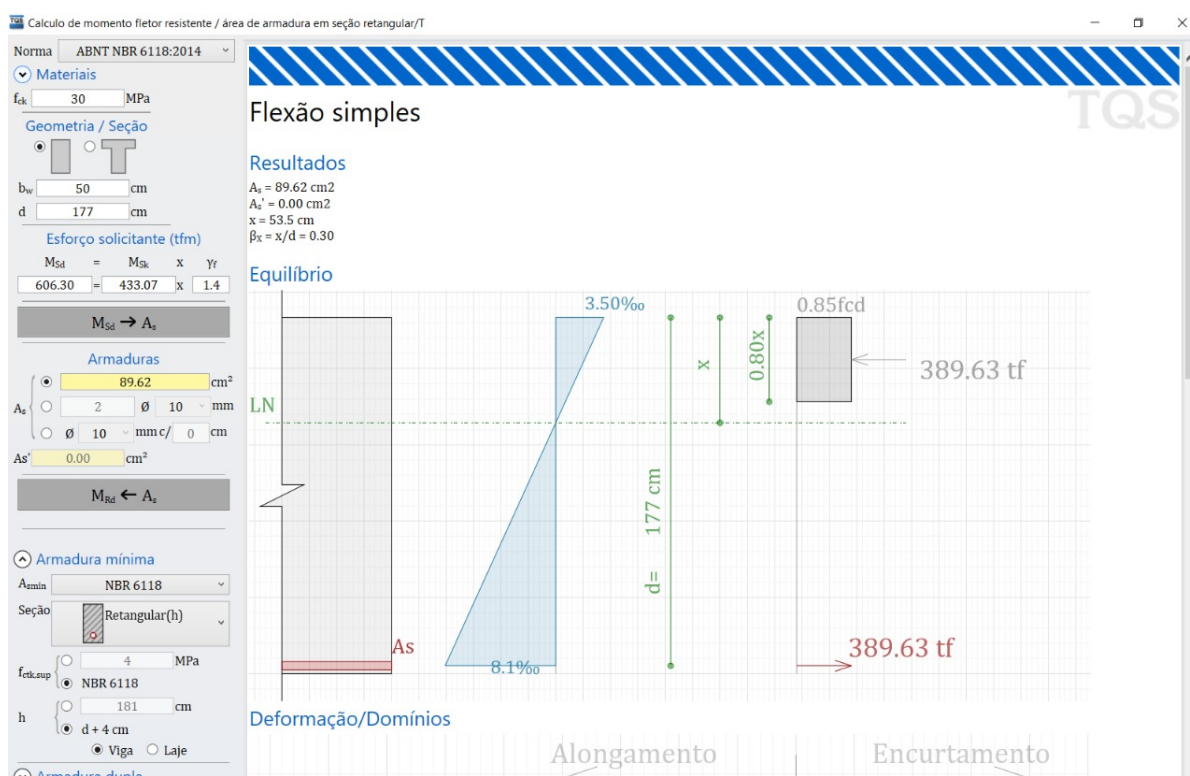 TQS Calculo de momento fletor resistente / área de armadura em seção retangular/T
Norma ABNT NBR 6118:2014
Materiais
fck 30 MPa
Geometria / Seção
bw 50 cm
d 177 cm
Esforço solicitante (tfm)
MSd = MSk x γf
606.30 = 433.07 x 1.4
MSd → As
Armaduras
89.62 cm²
As 2 Ø 10 mm
Ø 10 mm c/ 0 cm
As' 0.00 cm²
MRd ← As
Armadura mínima
Asmin NBR 6118
Seção Retangular(h)
fctk,sup 4 MPa
NBR 6118
h 181 cm
d + 4 cm
Viga Laje
Armadura dupla
TQS
Flexão simples
Resultados
As = 89.62 cm2
As' = 0.00 cm2
x = 53.5 cm
βX = x/d = 0.30
Equilíbrio
3.50‰
0.85fcd
x
0.80x
389.63 tf
LN
d= 177 cm
As
8.1‰
389.63 tf
Deformação/Domínios
Alongamento
Encurtamento